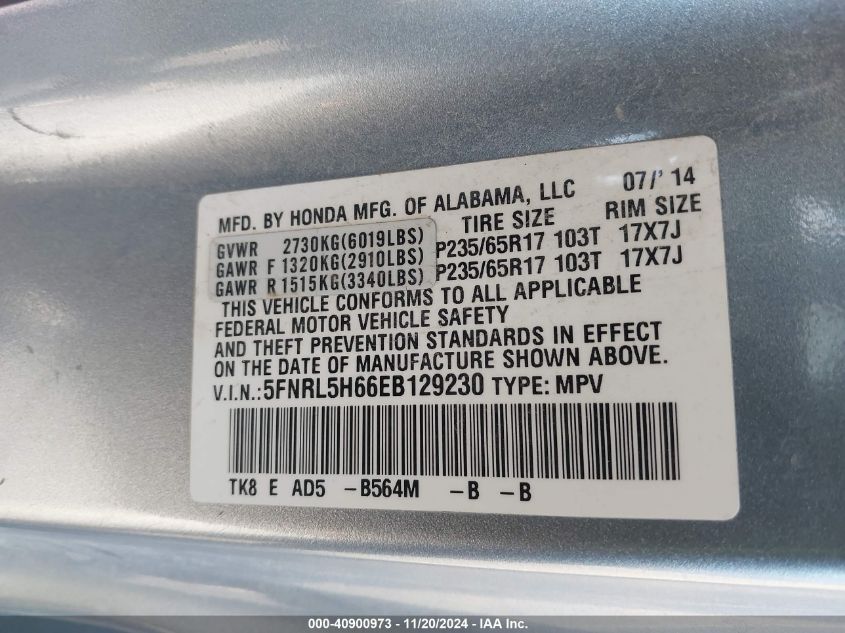 MFD. BY HONDA MFG. OF ALABAMA, LLC 07/' 14
TIRE SIZE RIM SIZE
GVWR 2730KG(6019LBS)
GAWR F 1320KG(2910LBS) P235/65R17 103T 17X7J
GAWR R 1515KG(3340LBS) P235/65R17 103T 17X7J
THIS VEHICLE CONFORMS TO ALL APPLICABLE
FEDERAL MOTOR VEHICLE SAFETY
AND THEFT PREVENTION STANDARDS IN EFFECT
ON THE DATE OF MANUFACTURE SHOWN ABOVE.
V.I.N.:5FNRL5H66EB129230 TYPE: MPV
TK8 E AD5 -B564M -B -B
000-40900973 - 11/20/2024 - IAA Inc.